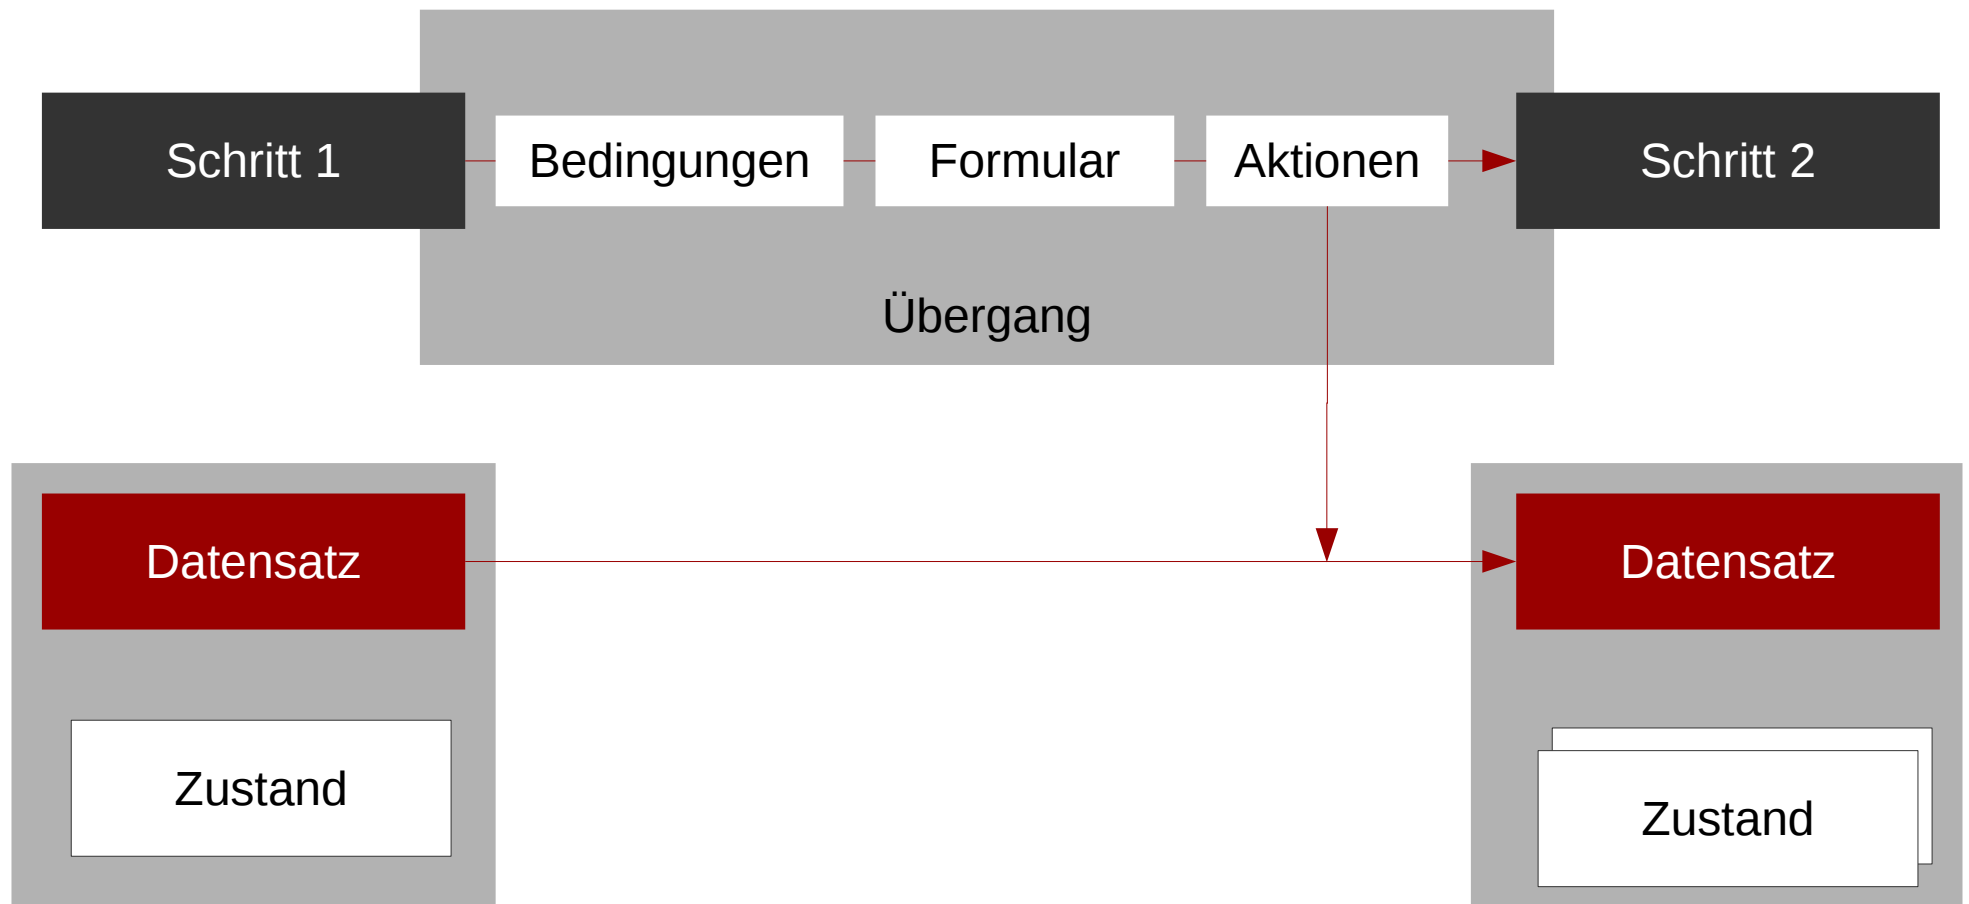 Schritt 1
Bedingungen
Formular
Aktionen
Schritt 2
Übergang
Datensatz
Datensatz
Zustand
Zustand